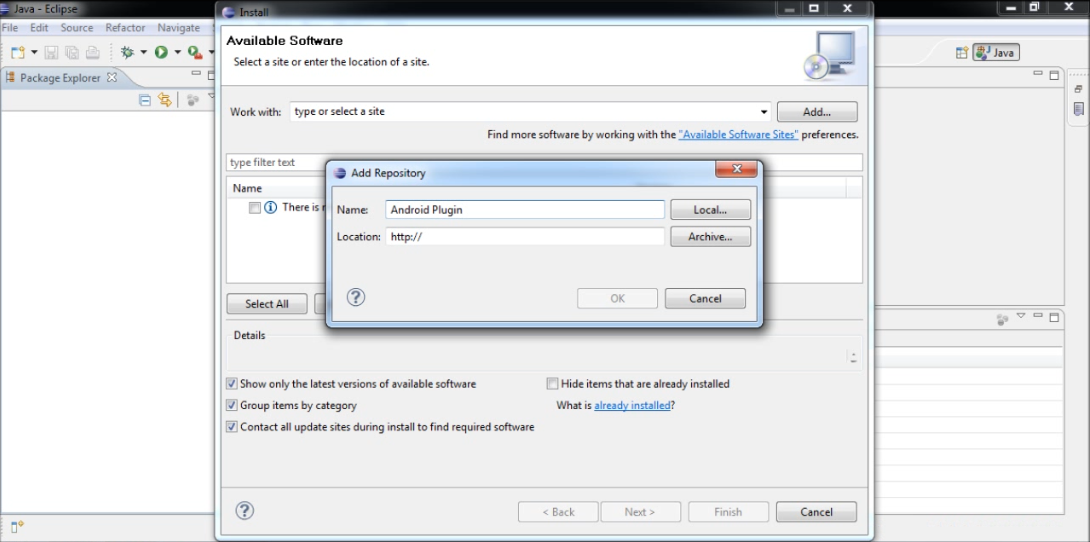 Java - Eclipse
File Edit Source Refactor Navigate
Package Explorer
Java
Install
Available Software
Select a site or enter the location of a site.
Work with: type or select a site Add...
Find more software by working with the "Available Software Sites" preferences.
type filter text
Name
There is
Add Repository
Name: Android Plugin Local...
Location: http:// Archive...
OK Cancel
Select All
Details
Show only the latest versions of available software
Hide items that are already installed
Group items by category
What is already installed?
Contact all update sites during install to find required software
< Back Next > Finish Cancel